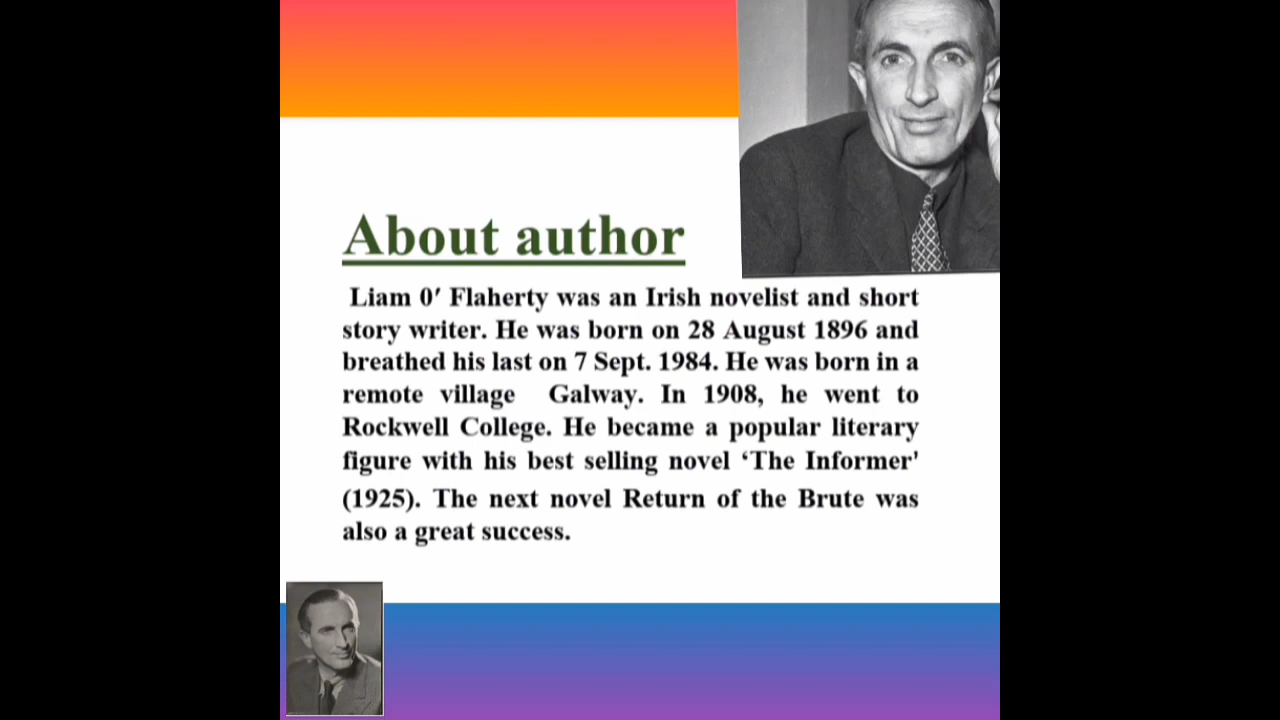 About author
Liam 0′ Flaherty was an Irish novelist and short
story writer. He was born on 28 August 1896 and
breathed his last on 7 Sept. 1984. He was born in a
remote village Galway. In 1908, he went to
Rockwell College. He became a popular literary
figure with his best selling novel ‘The Informer'
(1925). The next novel Return of the Brute was
also a great success.